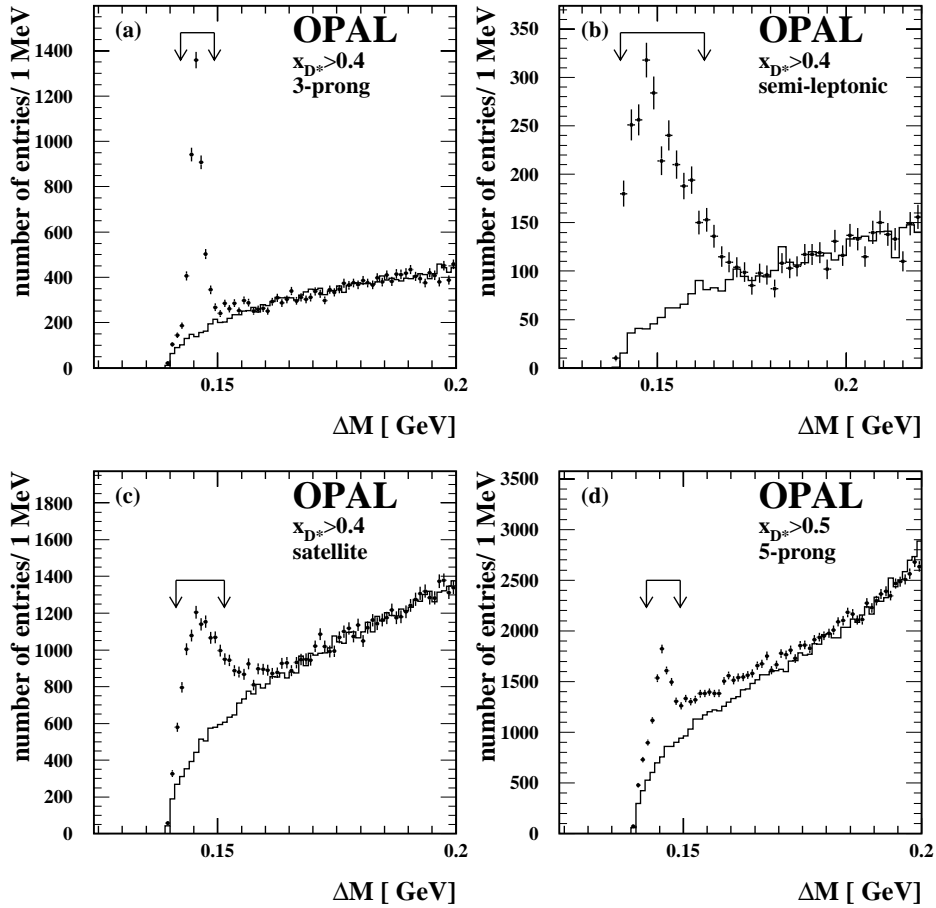 (a)
OPAL
x_D*>0.4
3-prong
number of entries/ 1 MeV
1400
1200
1000
800
600
400
200
0
0.15
0.2
ΔM [ GeV]
(b)
OPAL
x_D*>0.4
semi-leptonic
number of entries/ 1 MeV
350
300
250
200
150
100
50
0
0.15
0.2
ΔM [ GeV]
(c)
OPAL
x_D*>0.4
satellite
number of entries/ 1 MeV
1800
1600
1400
1200
1000
800
600
400
200
0
0.15
0.2
ΔM [ GeV]
(d)
OPAL
x_D*>0.5
5-prong
number of entries/ 1 MeV
3500
3000
2500
2000
1500
1000
500
0
0.15
0.2
ΔM [ GeV]